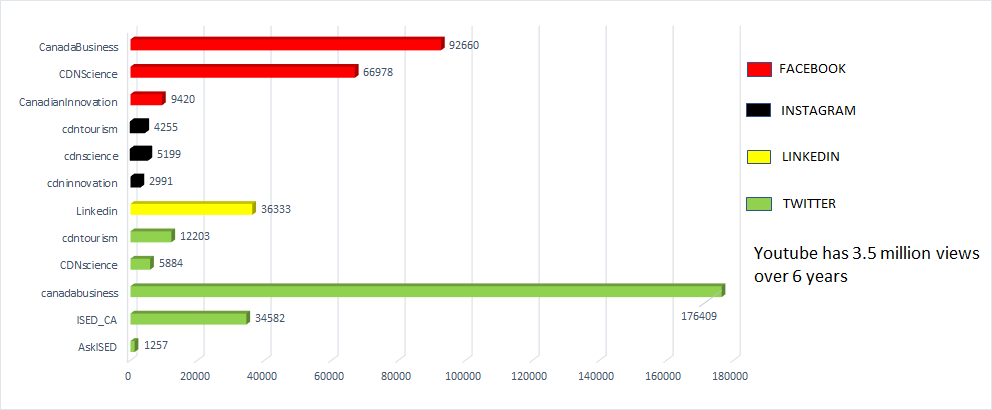 CanadaBusiness 92660
CDNScience 66978
CanadianInnovation 9420
cdntourism 4255
cdnscience 5199
cdninnovation 2991
Linkedin 36333
cdntourism 12203
CDNscience 5884
canadabusiness 176409
ISED_CA 34582
AskISED 1257
0 20000 40000 60000 80000 100000 120000 140000 160000 180000
FACEBOOK
INSTAGRAM
LINKEDIN
TWITTER
Youtube has 3.5 million views
over 6 years